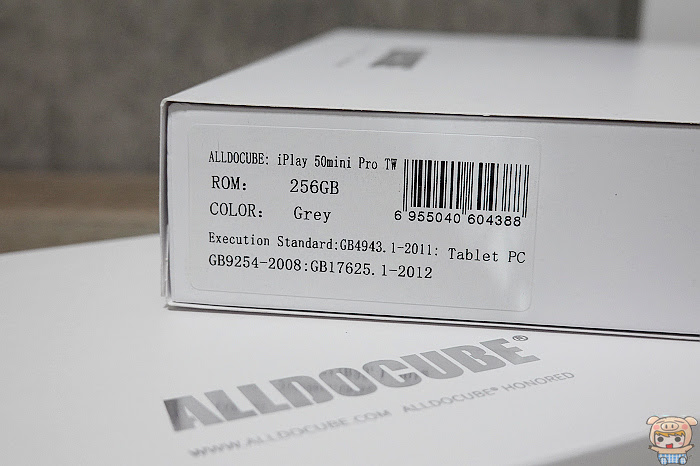 ALLDOCUBE: iPlay 50mini Pro TW
ROM: 256GB
COLOR: Grey
6 955040 604388
Execution Standard:GB4943.1-2011: Tablet PC
GB9254-2008:GB17625.1-2012
ALLDOCUBE®
WWW.ALLDOCUBE.COM ALLDOCUBE® HONORED